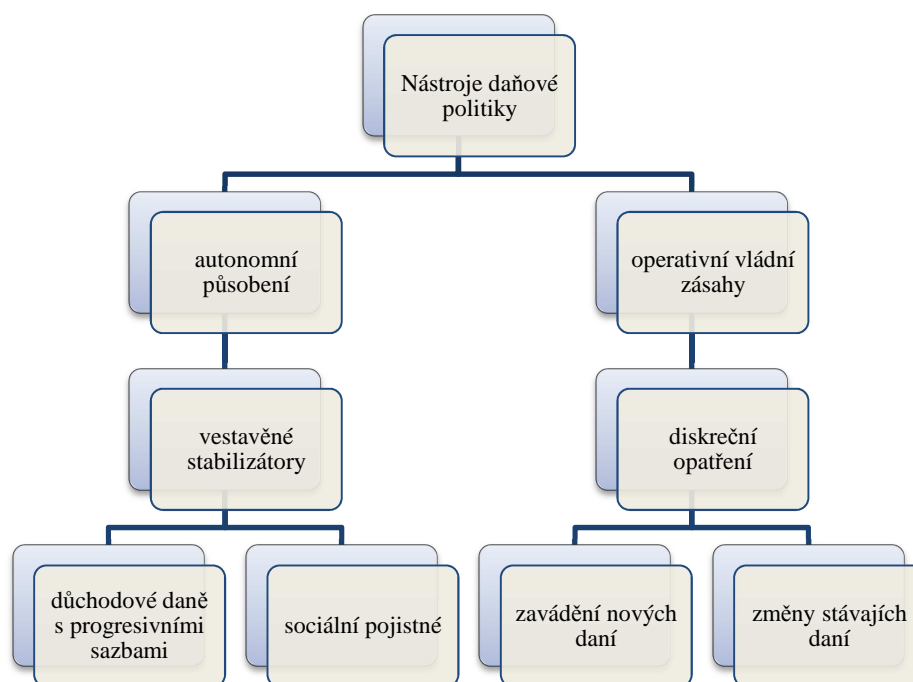 Nástroje daňové
politiky
autonomní
působení
operativní vládní
zásahy
vestavěné
stabilizátory
diskreční
opatření
důchodové daně
s progresivními
sazbami
sociální pojistné
zavádění nových
daní
změny stávajích
daní